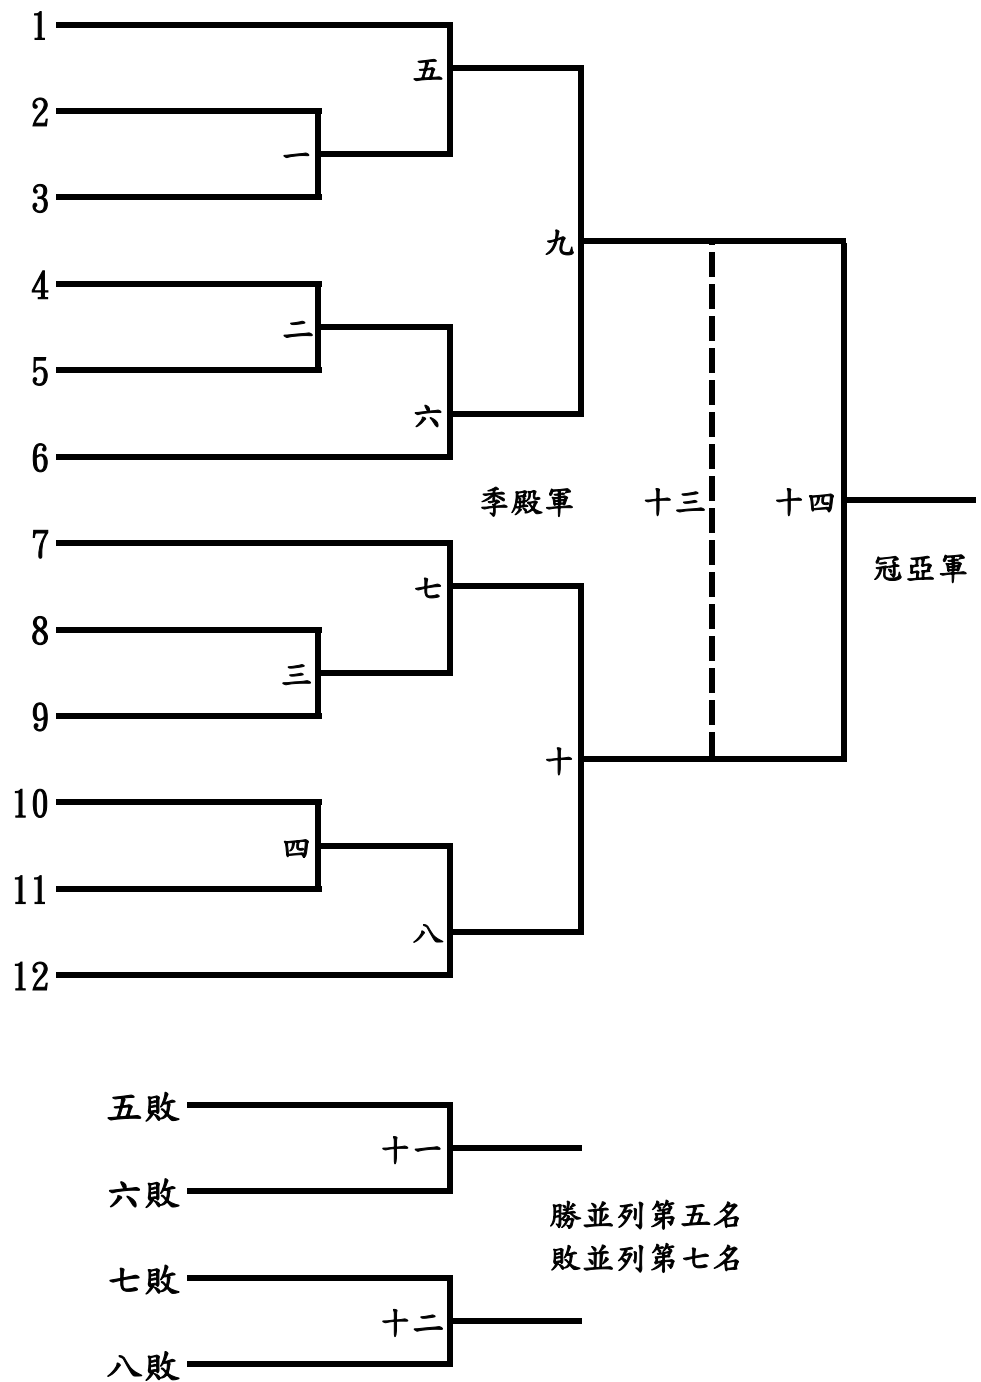 1
五
2
一
3
九
4
二
5
六
6
季殿軍
十三
十四
7
冠亞軍
七
8
三
9
十
10
四
11
八
12
五敗
十一
六敗
勝並列第五名
敗並列第七名
七敗
十二
八敗